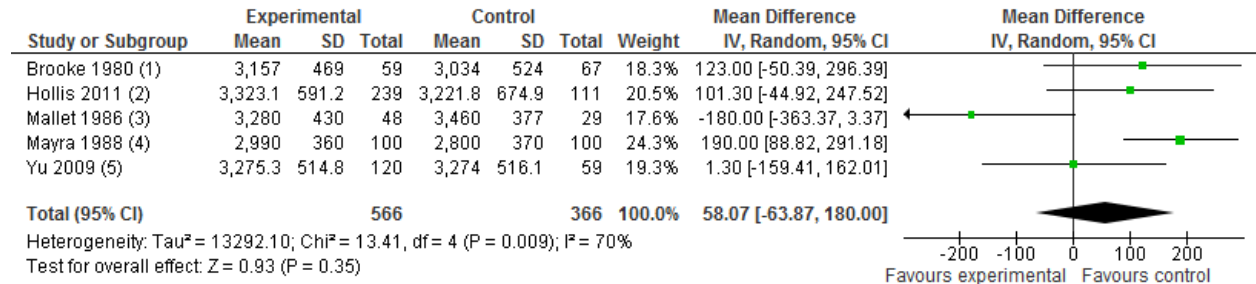 Experimental Control Mean Difference Mean Difference
Study or Subgroup Mean SD Total Mean SD Total Weight IV, Random, 95% CI IV, Random, 95% CI
Brooke 1980 (1) 3,157 469 59 3,034 524 67 18.3% 123.00 [-50.39, 296.39]
Hollis 2011 (2) 3,323.1 591.2 239 3,221.8 674.9 111 20.5% 101.30 [-44.92, 247.52]
Mallet 1986 (3) 3,280 430 48 3,460 377 29 17.6% -180.00 [-363.37, 3.37]
Mayra 1988 (4) 2,990 360 100 2,800 370 100 24.3% 190.00 [88.82, 291.18]
Yu 2009 (5) 3,275.3 514.8 120 3,274 516.1 59 19.3% 1.30 [-159.41, 162.01]
Total (95% CI) 566 366 100.0% 58.07 [-63.87, 180.00]
Heterogeneity: Tau² = 13292.10; Chi² = 13.41, df = 4 (P = 0.009); I² = 70%
Test for overall effect: Z = 0.93 (P = 0.35)
-200 -100 0 100 200
Favours experimental Favours control